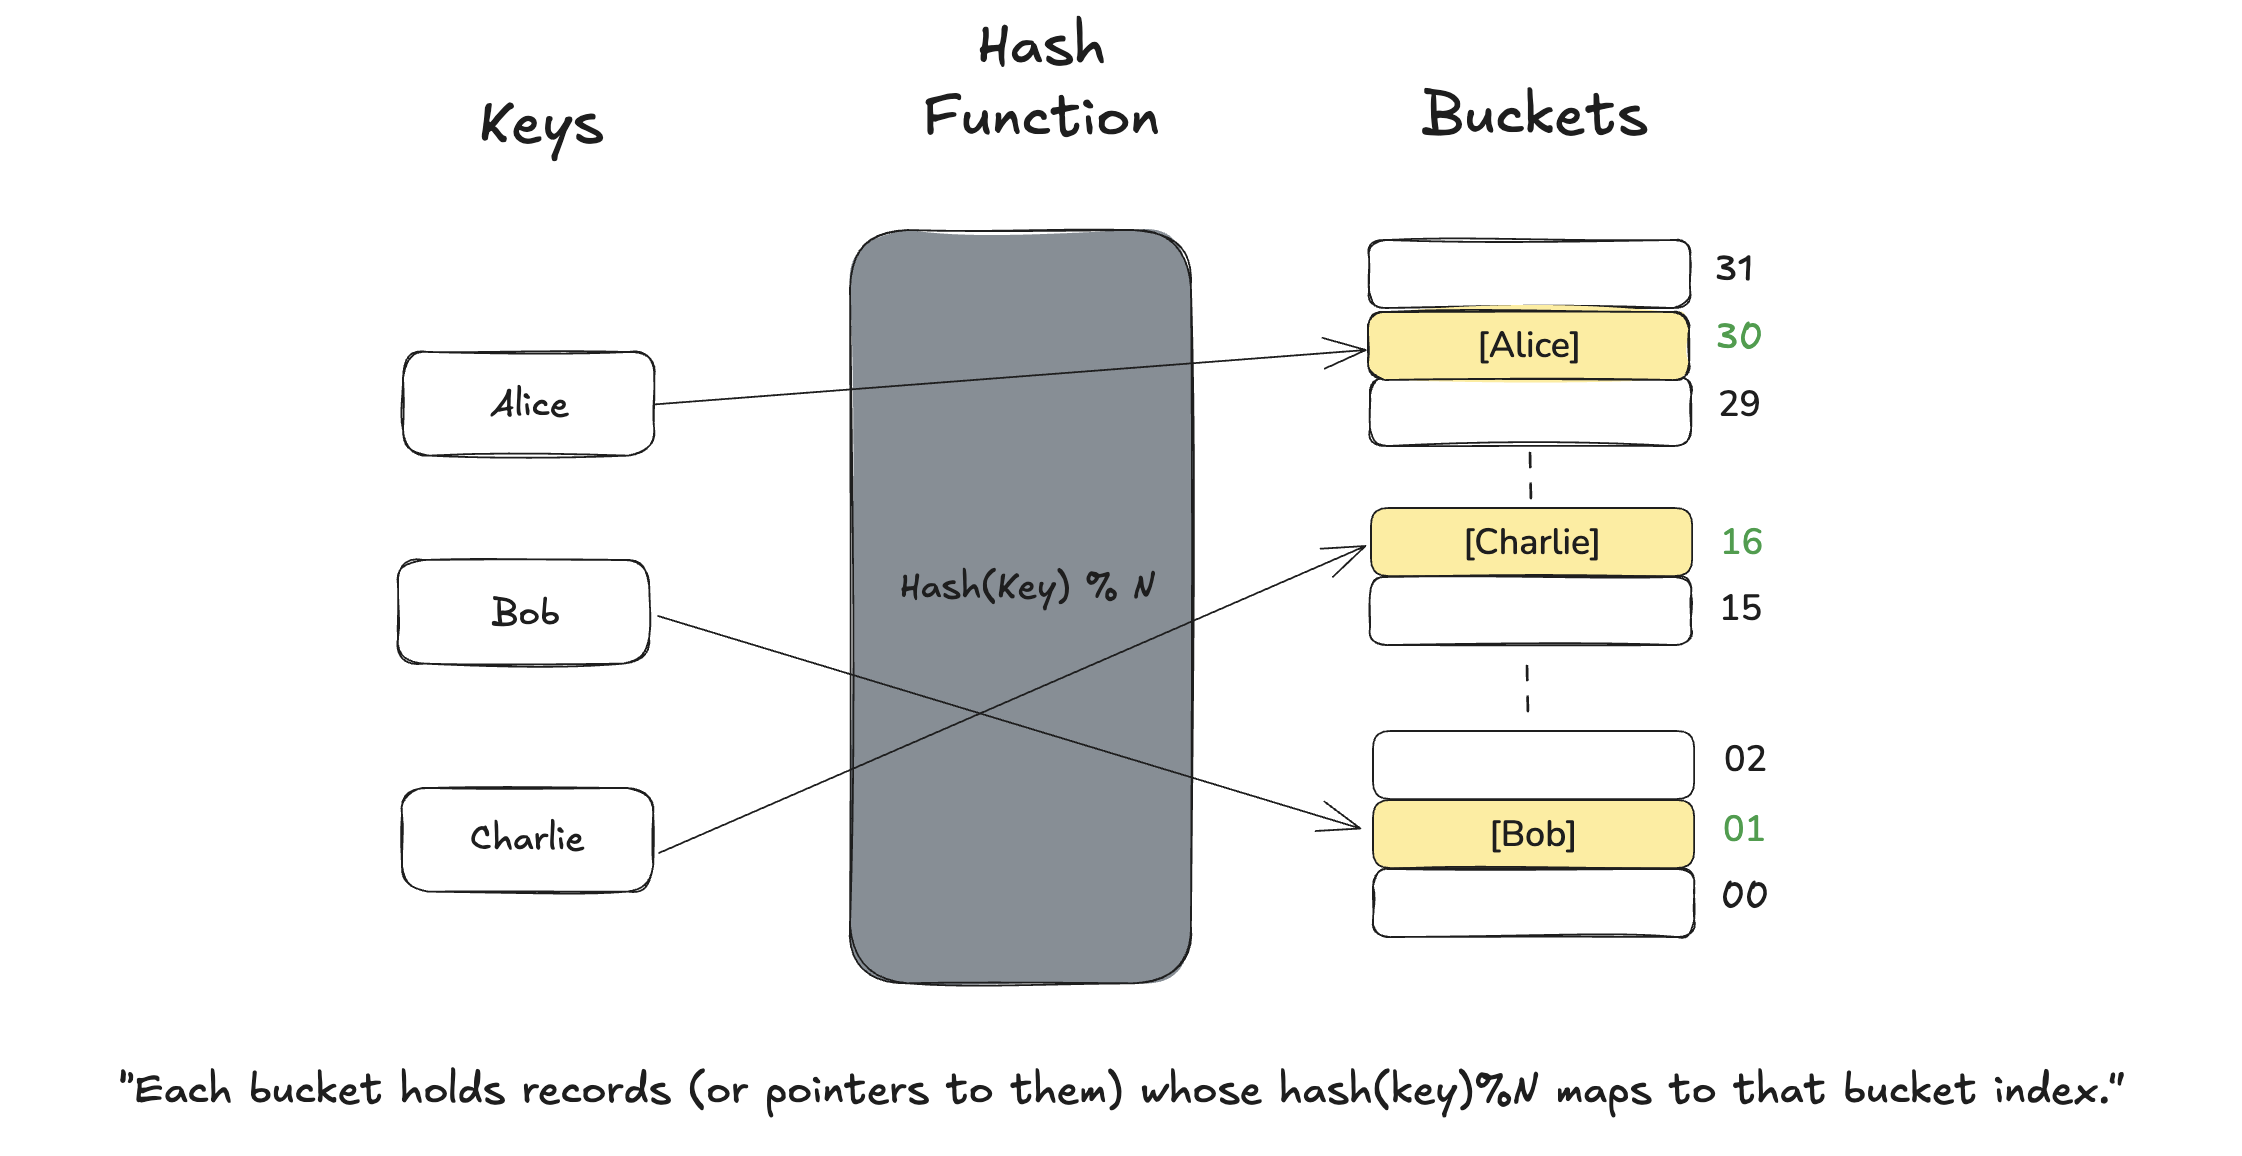 Hash
Function
Keys
Buckets
31
[Alice]
30
Alice
29
[Charlie]
16
Hash(Key) % N
Bob
15
02
Charlie
[Bob]
01
00
"Each bucket holds records (or pointers to them) whose hash(key)%N maps to that bucket index."